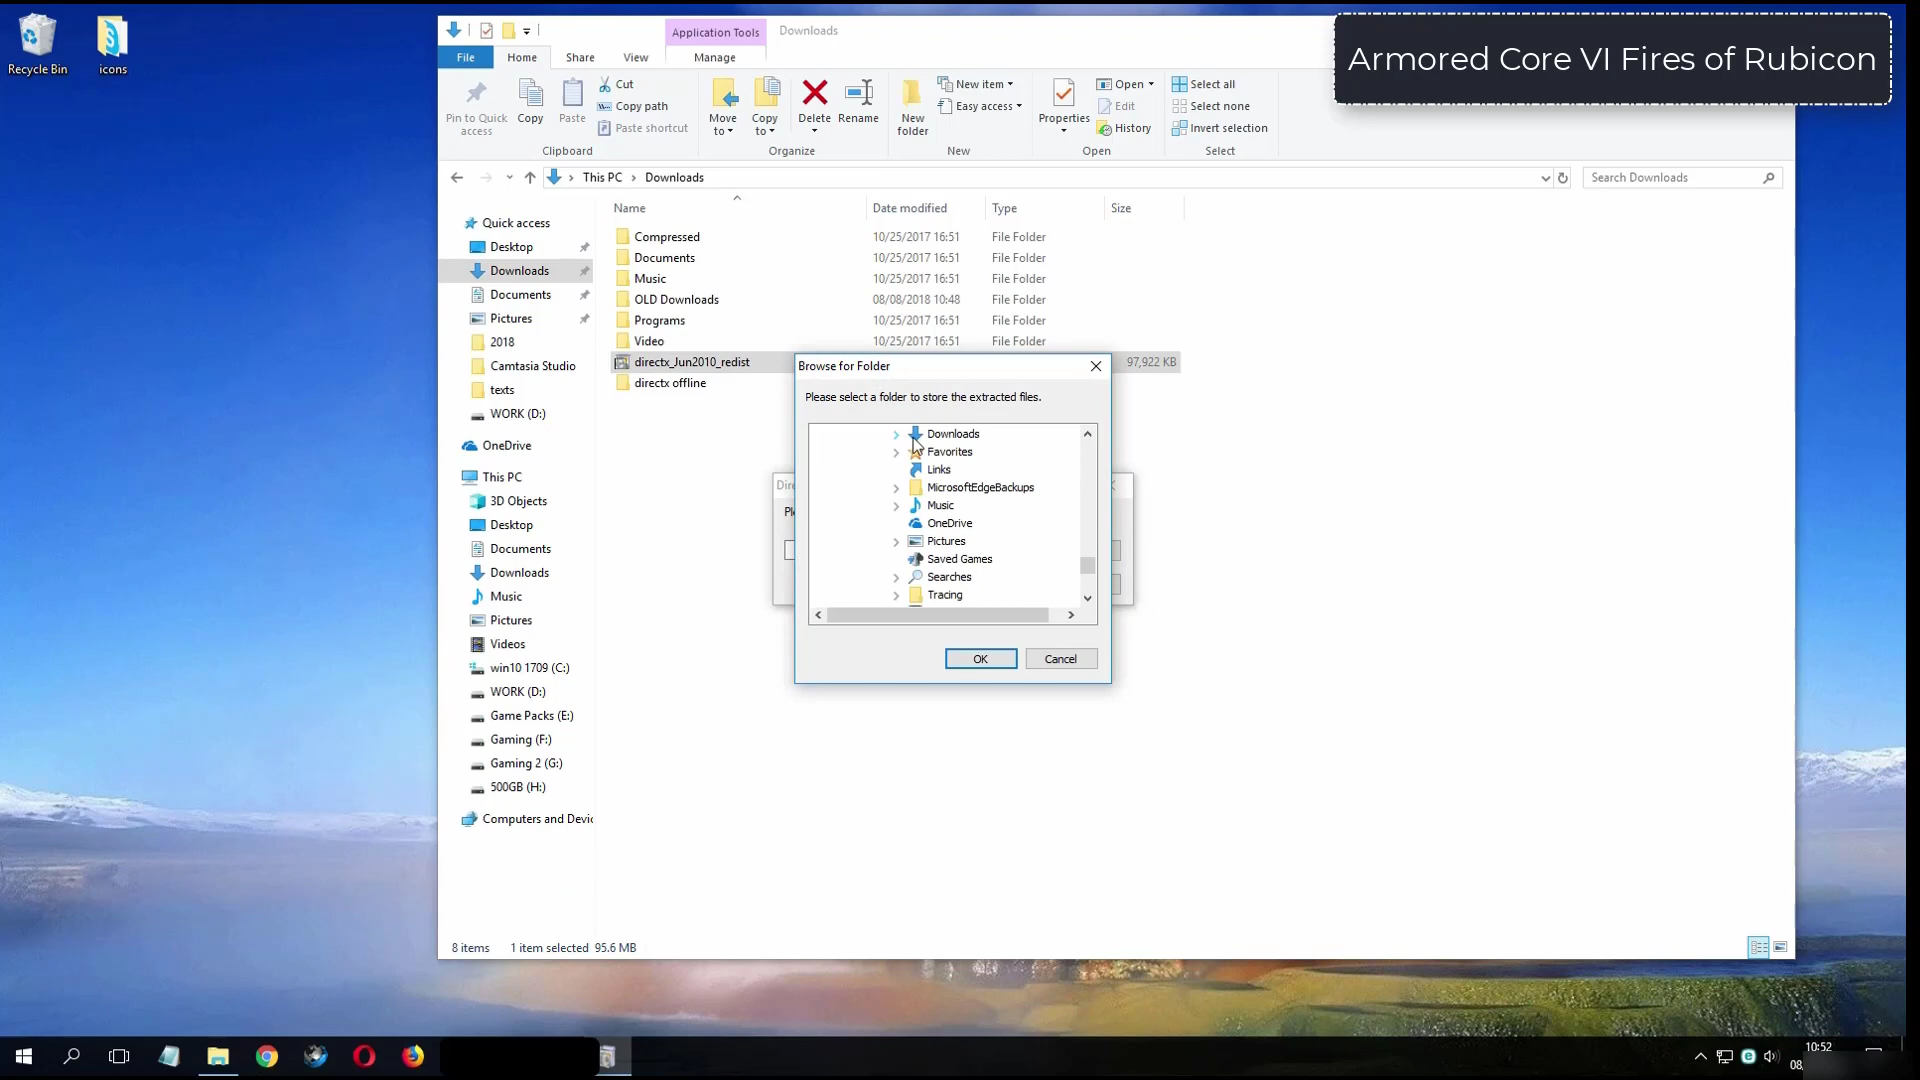 Recycle Bin
icons
Application Tools
Downloads
Armored Core VI Fires of Rubicon
File
Home
Share
View
Manage
Pin to Quick access
Copy
Paste
Cut
Copy path
Paste shortcut
Clipboard
Move to
Copy to
Delete
Rename
Organize
New folder
New item
Easy access
New
Properties
Open
Edit
History
Open
Select all
Select none
Invert selection
Select
This PC
Downloads
Search Downloads
Name
Date modified
Type
Size
Quick access
Desktop
Downloads
Documents
Pictures
2018
Camtasia Studio
texts
WORK (D:)
OneDrive
This PC
3D Objects
Desktop
Documents
Downloads
Music
Pictures
Videos
win10 1709 (C:)
WORK (D:)
Game Packs (E:)
Gaming (F:)
Gaming 2 (G:)
500GB (H:)
Computers and Devic
Compressed 10/25/2017 16:51 File Folder
Documents 10/25/2017 16:51 File Folder
Music 10/25/2017 16:51 File Folder
OLD Downloads 08/08/2018 10:48 File Folder
Programs 10/25/2017 16:51 File Folder
Video 10/25/2017 16:51 File Folder
directx_Jun2010_redist 97,922 KB
directx offline
Browse for Folder
Please select a folder to store the extracted files.
Downloads
Favorites
Links
MicrosoftEdgeBackups
Music
OneDrive
Pictures
Saved Games
Searches
Tracing
OK
Cancel
8 items 1 item selected 95.6 MB
10:52